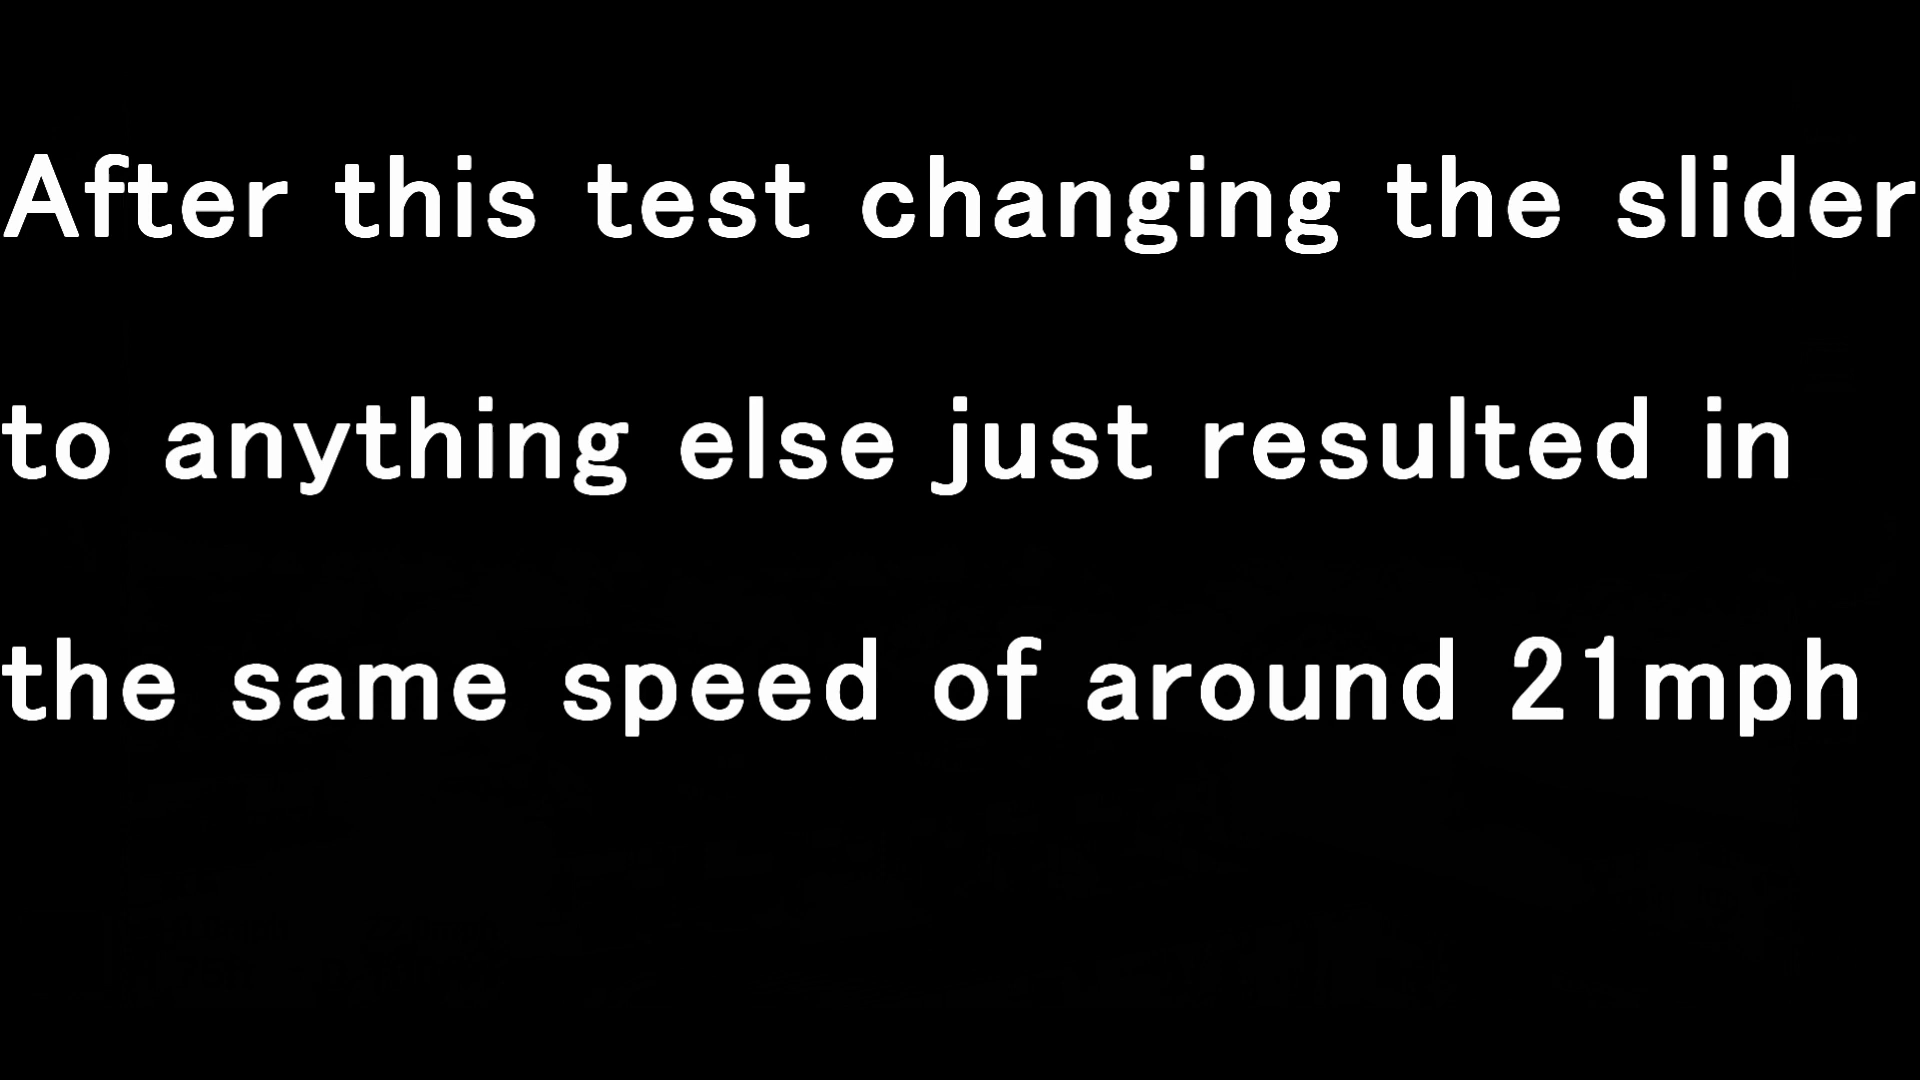 After this test changing the slider
to anything else just resulted in
the same speed of around 21mph